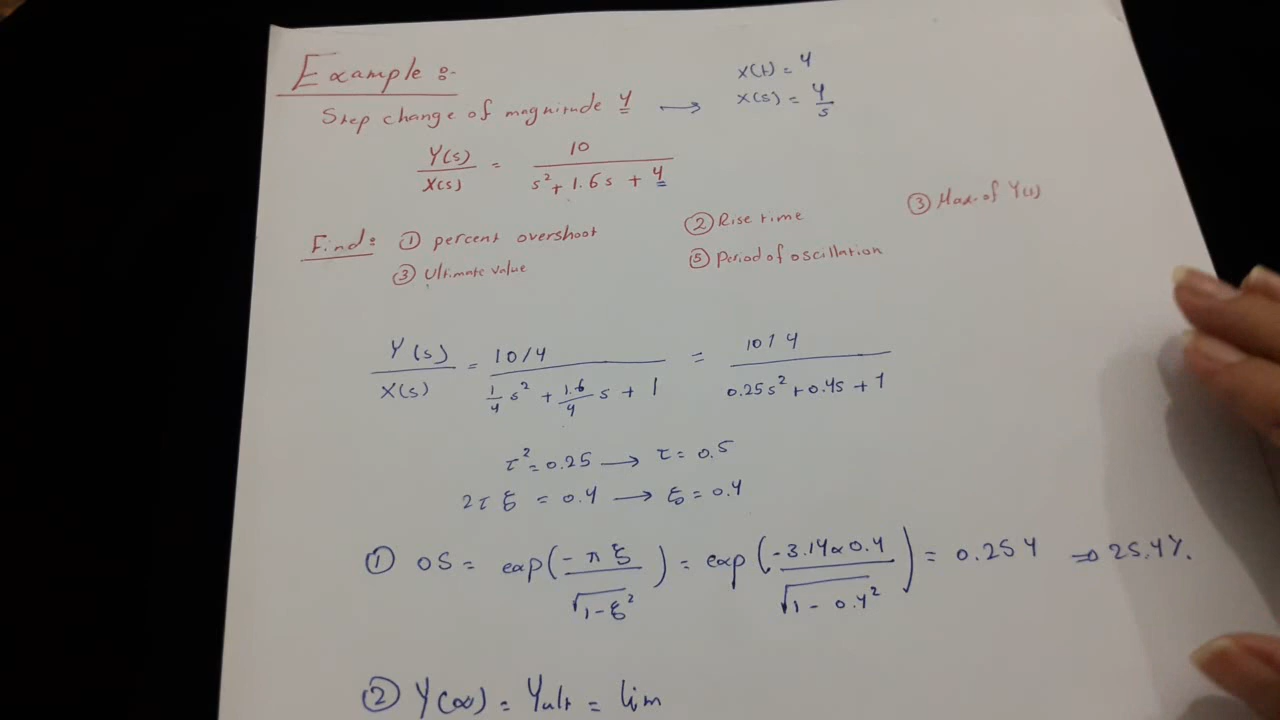 Example :-
Step change of magnitude 4 → x(t) = 4
x(s) = 4/s
Y(s)/X(s) = 10/(s² + 1.6s + 4)
Find: ① percent overshoot ② Rise time ③ Max. of Y(t)
③ Ultimate value ⑤ Period of oscillation
Y(s)/X(s) = (10/4)/(1/4 s² + 1.6/4 s + 1) = (10/4)/(0.25s² + 0.4s + 1)
τ² = 0.25 → τ = 0.5
2τξ = 0.4 → ξ = 0.4
① OS = exp(-πξ/√(1-ξ²)) = exp(-3.14×0.4/√(1-0.4²)) = 0.254 ⇒ 25.4%.
② Y(∞) = Yult = lim